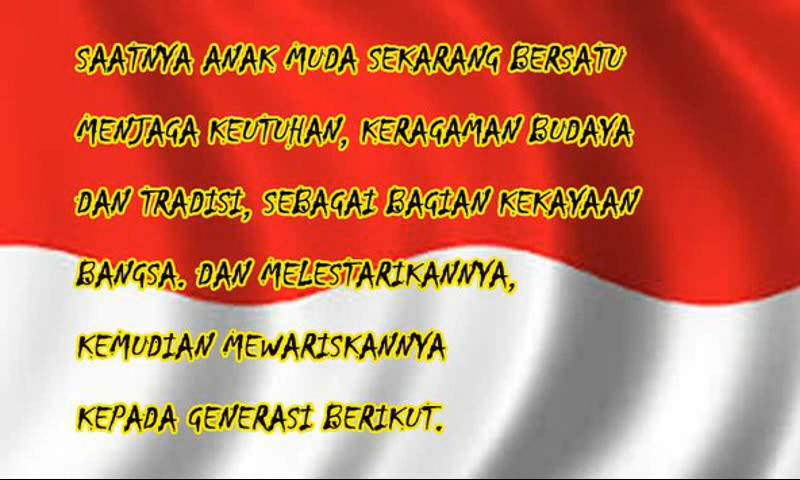 SAATNYA ANAK MUDA SEKARANG BERSATU
MENJAGA KEUTUHAN, KERAGAMAN BUDAYA
DAN TRADISI, SEBAGAI BAGIAN KEKAYAAN
BANGSA. DAN MELESTARIKANNYA,
KEMUDIAN MEWARISKANNYA
KEPADA GENERASI BERIKUT.